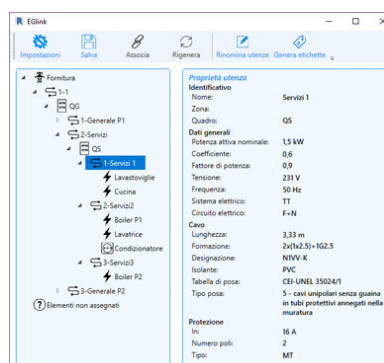 EGlink
Impostazioni
Salva
Associa
Rigenera
Rinomina utenze
Genera etichette
Fornitura
1-1
QG
1-Generale P1
2-Servizi
QS
1-Servizi 1
Lavastoviglie
Cucina
2-Servizi2
Boiler P1
Lavatrice
Condizionatore
3-Servizi3
Boiler P2
3-Generale P2
Elementi non assegnati
Proprietà utenza
Identificativo
Nome: Servizi 1
Zona:
Quadro: QS
Dati generali
Potenza attiva nominale: 1,5 kW
Coefficiente: 0,6
Fattore di potenza: 0,9
Tensione: 231 V
Frequenza: 50 Hz
Sistema elettrico: TT
Circuito elettrico: F+N
Cavo
Lunghezza: 3,33 m
Formazione: 2x(1x2.5)+1G2.5
Designazione: N1VV-K
Isolante: PVC
Tabella di posa: CEI-UNEL 35024/1
Tipo posa: 5 - cavi unipolari senza guaina
in tubi protettivi annegati nella
muratura
Protezione
In: 16 A
Numero poli: 2
Tipo: MT